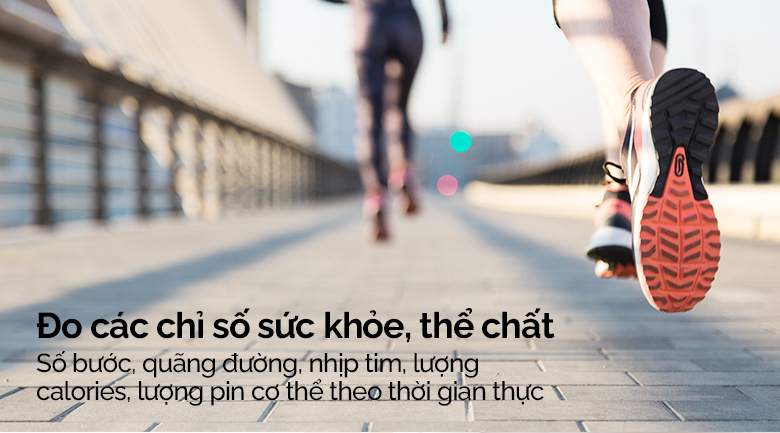 Đo các chỉ số sức khỏe, thể chất
Số bước, quãng đường, nhịp tim, lượng
calories, lượng pin cơ thể theo thời gian thực